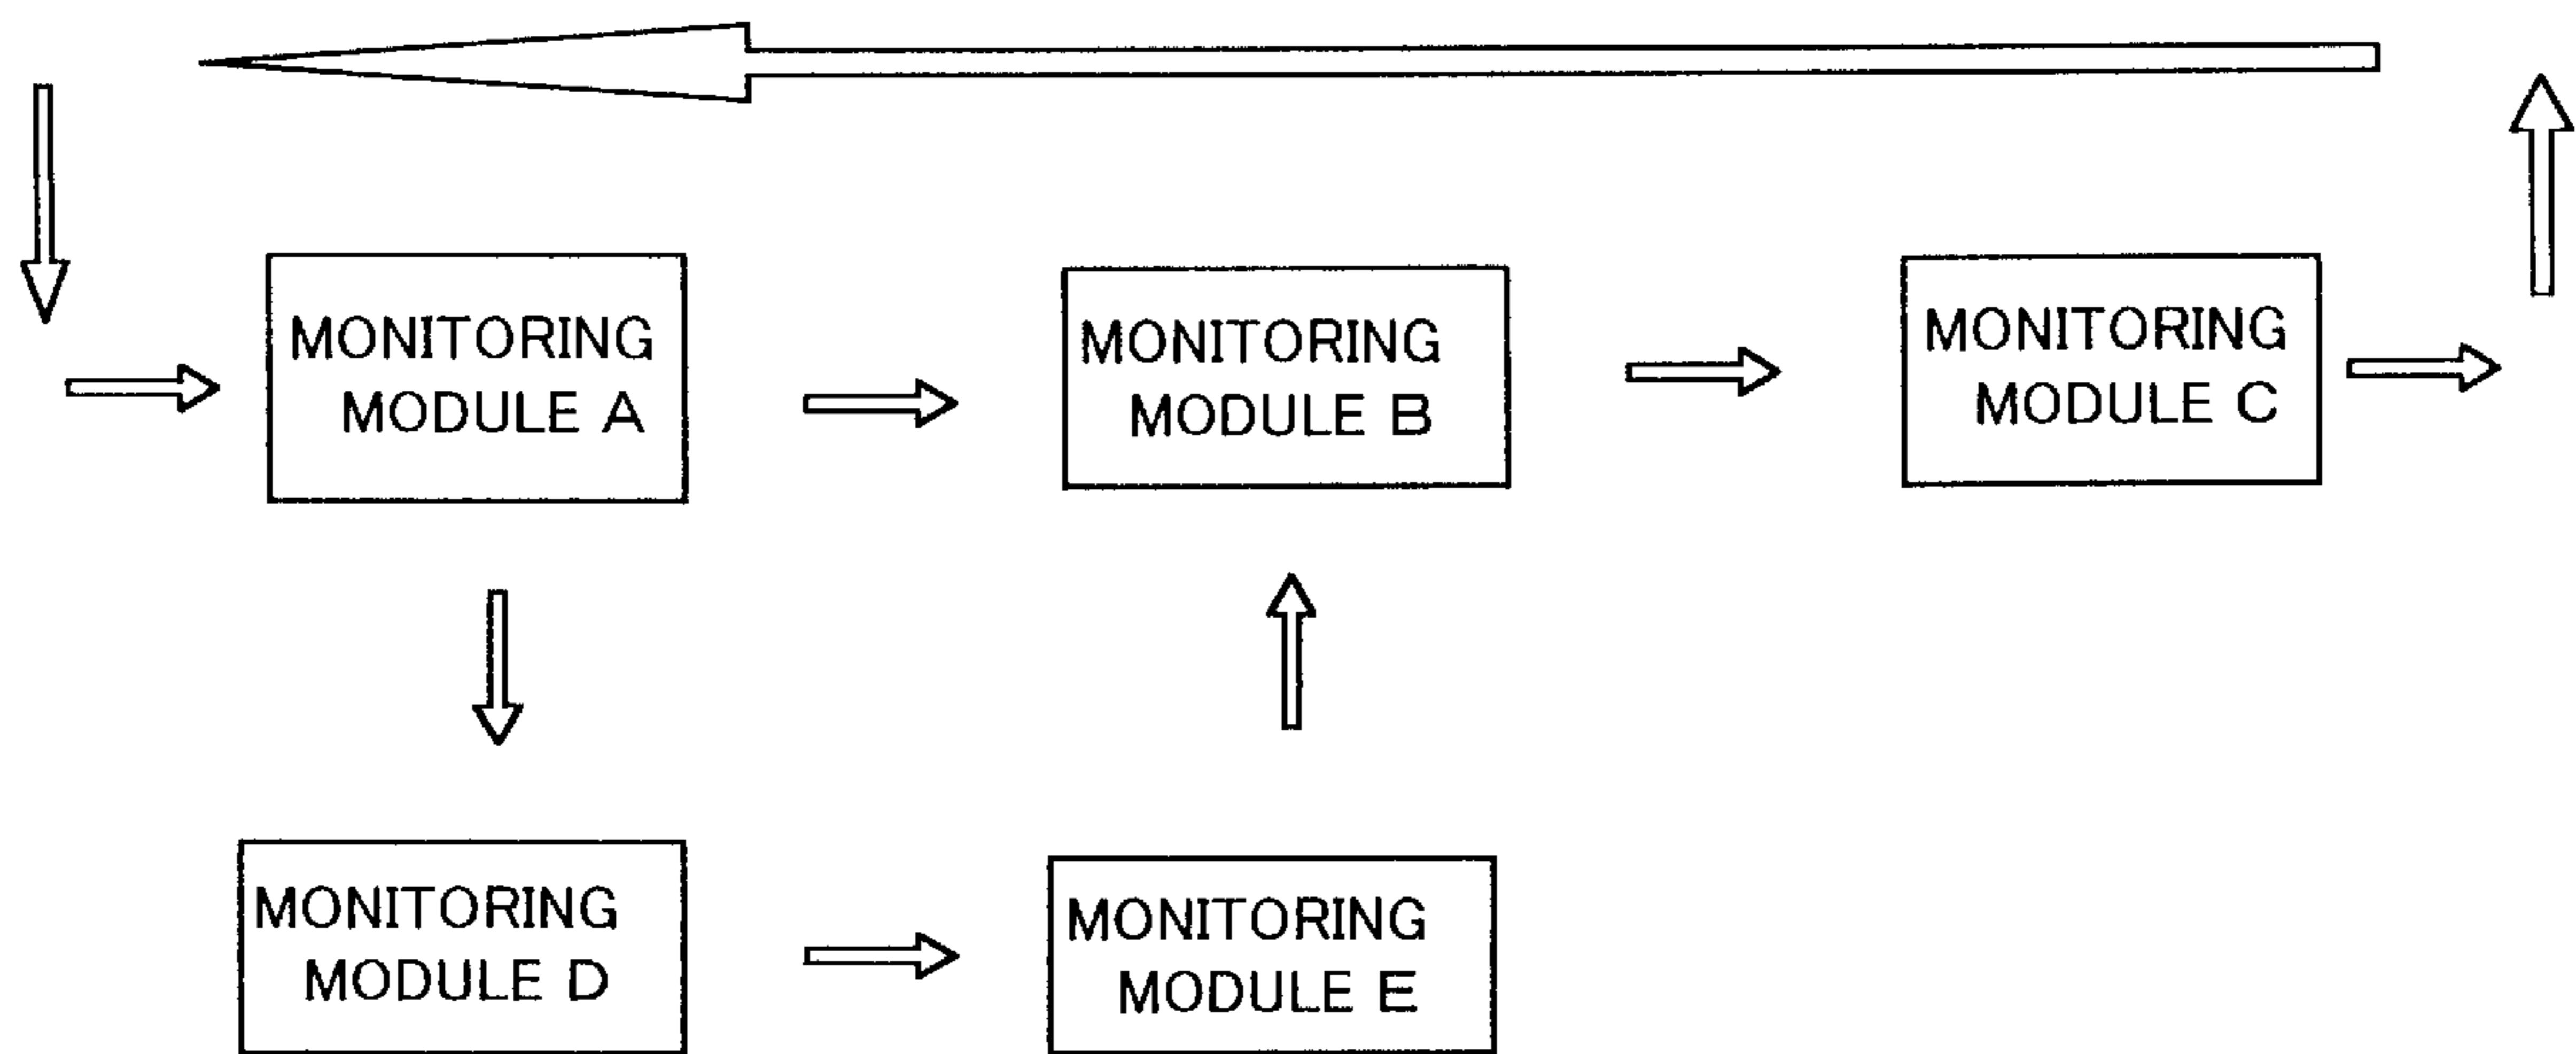 MONITORING
MODULE A
MONITORING
MODULE B
MONITORING
MODULE C
MONITORING
MODULE D
MONITORING
MODULE E